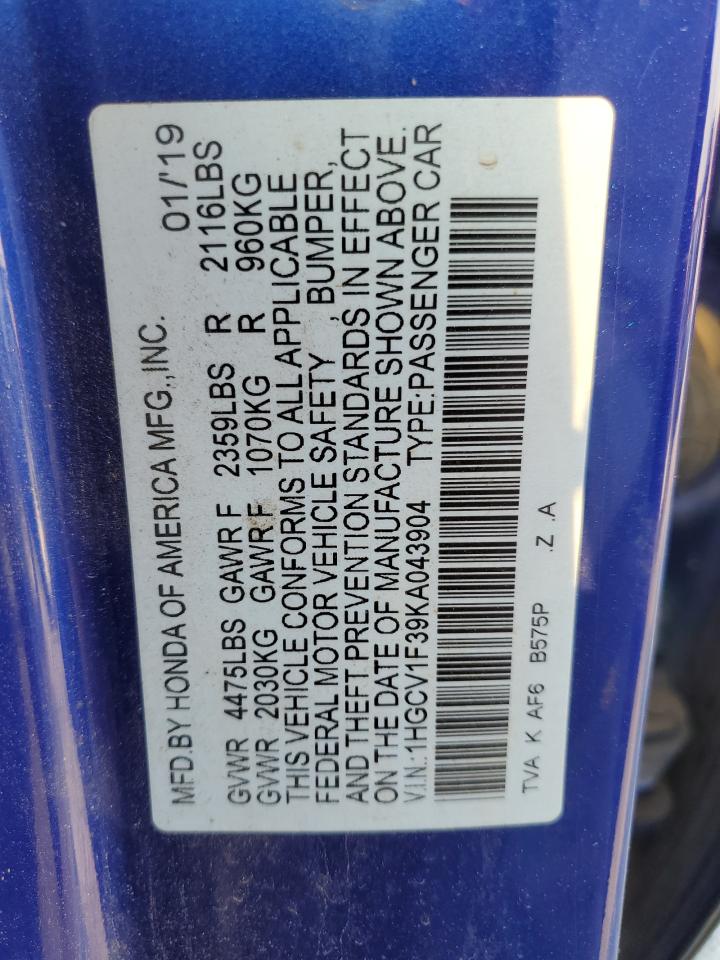 MFD.BY HONDA OF AMERICA MFG.,INC. 01/'19
GVWR 4475LBS GAWR F 2359LBS R 2116LBS
GVWR 2030KG GAWR F 1070KG R 960KG
THIS VEHICLE CONFORMS TO ALL APPLICABLE
FEDERAL MOTOR VEHICLE SAFETY , BUMPER,
AND THEFT PREVENTION STANDARDS IN EFFECT
ON THE DATE OF MANUFACTURE SHOWN ABOVE.
V.I.N.:1HGCV1F39KA043904 TYPE:PASSENGER CAR
TVA K AF6 B575P .Z .A